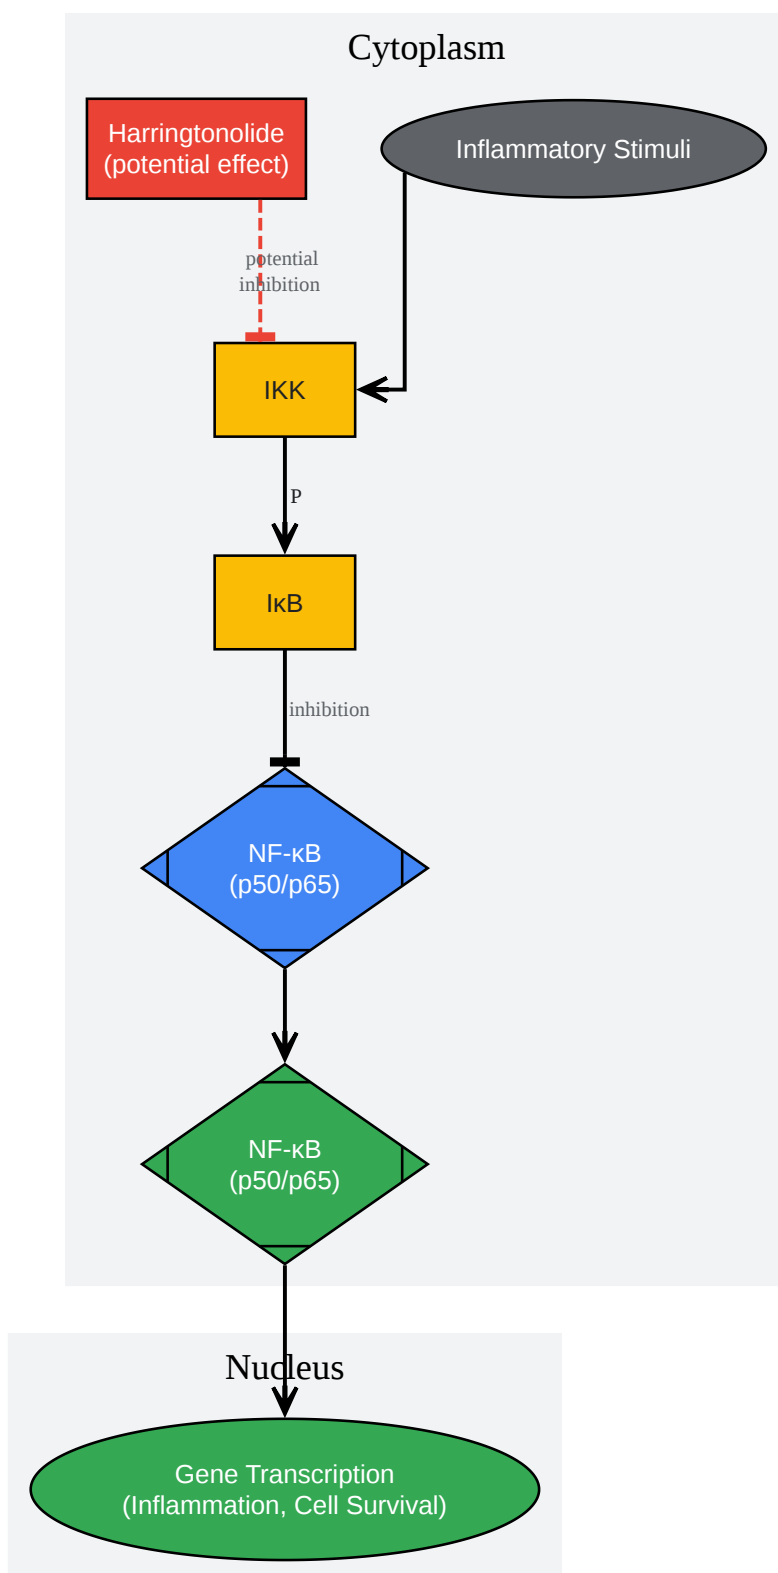 Cytoplasm
Harringtonolide
(potential effect)
Inflammatory Stimuli
potential
inhibition
IKK
P
IκB
inhibition
NF-κB
(p50/p65)
NF-κB
(p50/p65)
Nucleus
Gene Transcription
(Inflammation, Cell Survival)